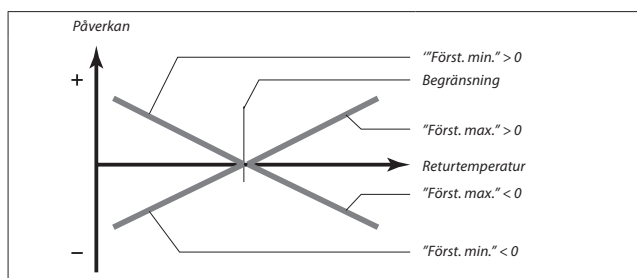 Påverkan
"”Först. min.” > 0
+
Begränsning
”Först. max.” > 0
Returtemperatur
”Först. max.” < 0
–
”Först. min.” < 0